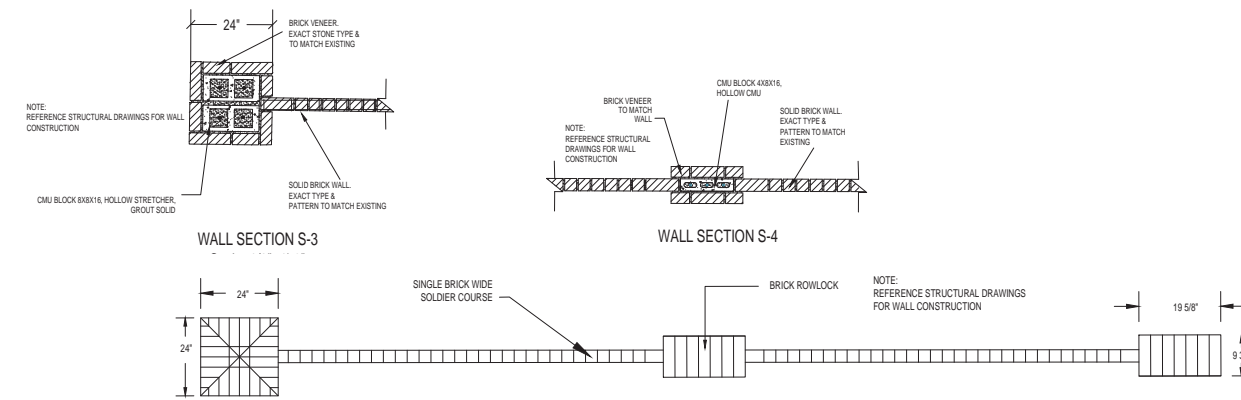 24"
BRICK VENEER.
EXACT STONE TYPE &
TO MATCH EXISTING
NOTE:
REFERENCE STRUCTURAL DRAWINGS FOR WALL
CONSTRUCTION
SOLID BRICK WALL.
EXACT TYPE &
PATTERN TO MATCH EXISTING
CMU BLOCK 8X8X16, HOLLOW STRETCHER,
GROUT SOLID
WALL SECTION S-3
CMU BLOCK 4X8X16,
HOLLOW CMU
BRICK VENEER
TO MATCH
WALL
NOTE:
REFERENCE STRUCTURAL
DRAWINGS FOR WALL
CONSTRUCTION
SOLID BRICK WALL.
EXACT TYPE &
PATTERN TO MATCH
EXISTING
WALL SECTION S-4
24"
24"
SINGLE BRICK WIDE
SOLDIER COURSE
BRICK ROWLOCK
NOTE:
REFERENCE STRUCTURAL DRAWINGS
FOR WALL CONSTRUCTION
19 5/8"